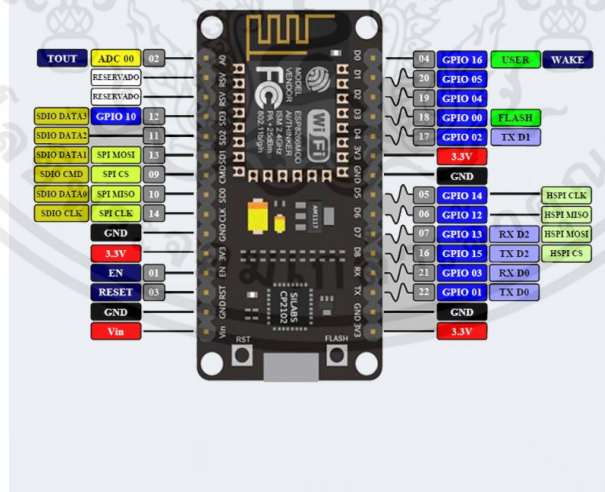 TOUT ADC 00 02 A0 D0 04 GPIO 16 USER WAKE
RESERVADO RSV D1 20 GPIO 05
RESERVADO RSV D2 19 GPIO 04
SDIO DATA3 GPIO 10 12 SD3 D3 18 GPIO 00 FLASH
SDIO DATA2 11 SD2 D4 17 GPIO 02 TX D1
SDIO DATA1 SPI MOSI 13 SD1 3V3 3.3V
SDIO CMD SPI CS 09 CMD GND GND
SDIO DATA0 SPI MISO 10 SD0 D5 05 GPIO 14 HSPI CLK
SDIO CLK SPI CLK 14 CLK D6 06 GPIO 12 HSPI MISO
GND GND D7 07 GPIO 13 RX D2 HSPI MOSI
3.3V 3V3 D8 16 GPIO 15 TX D2 HSPI CS
EN 01 EN RX 21 GPIO 03 RX D0
RESET 03 RST TX 22 GPIO 01 TX D0
GND GND GND GND
Vin Vin 3V3 3.3V
MODEL
VENDOR
ESP8266MOD
AI-THINKER
ISM 2.4GHz
PA +25dBm
802.11b/g/n
FC
Wi Fi
AM1117
SILABS
CP2102
RST
FLASH